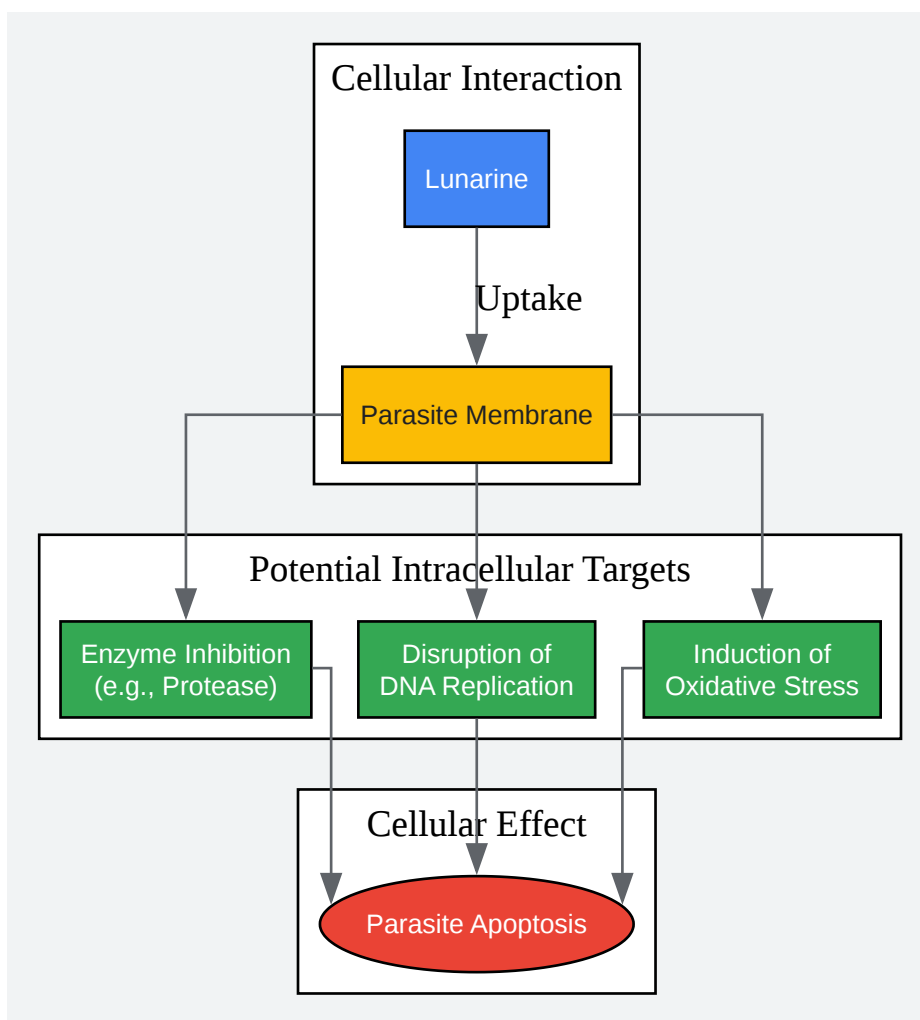 Cellular Interaction
Lunarine
Uptake
Parasite Membrane
Potential Intracellular Targets
Enzyme Inhibition
(e.g., Protease)
Disruption of
DNA Replication
Induction of
Oxidative Stress
Cellular Effect
Parasite Apoptosis